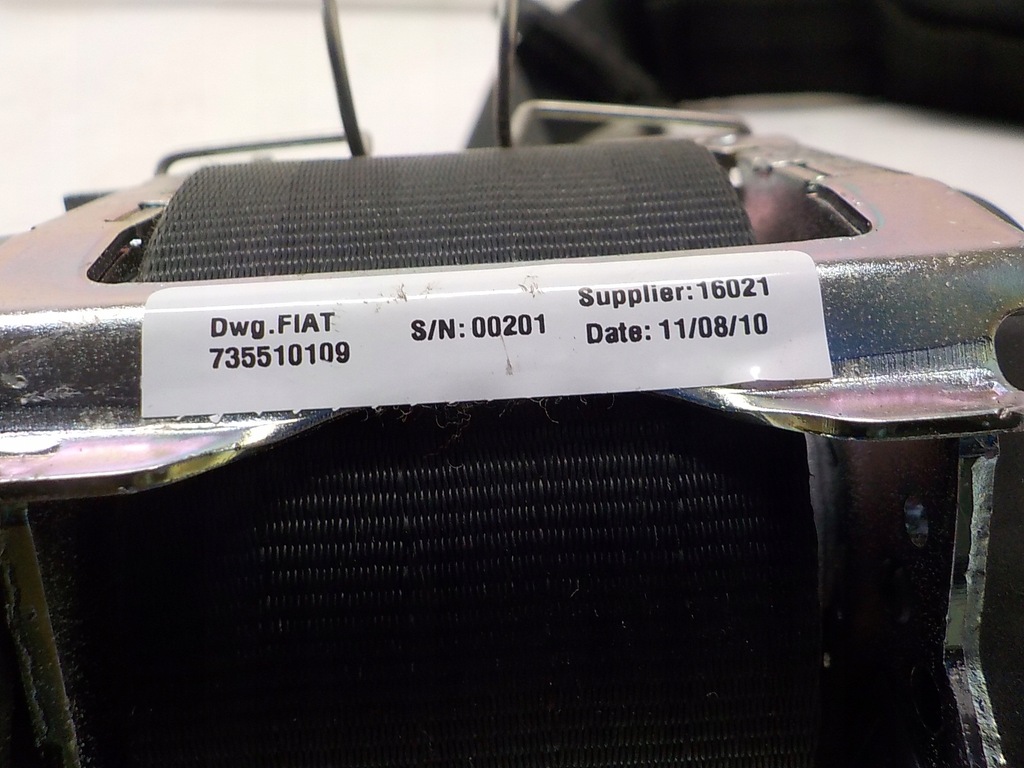 Dwg.FIAT
735510109
S/N: 00201
Supplier:16021
Date: 11/08/10